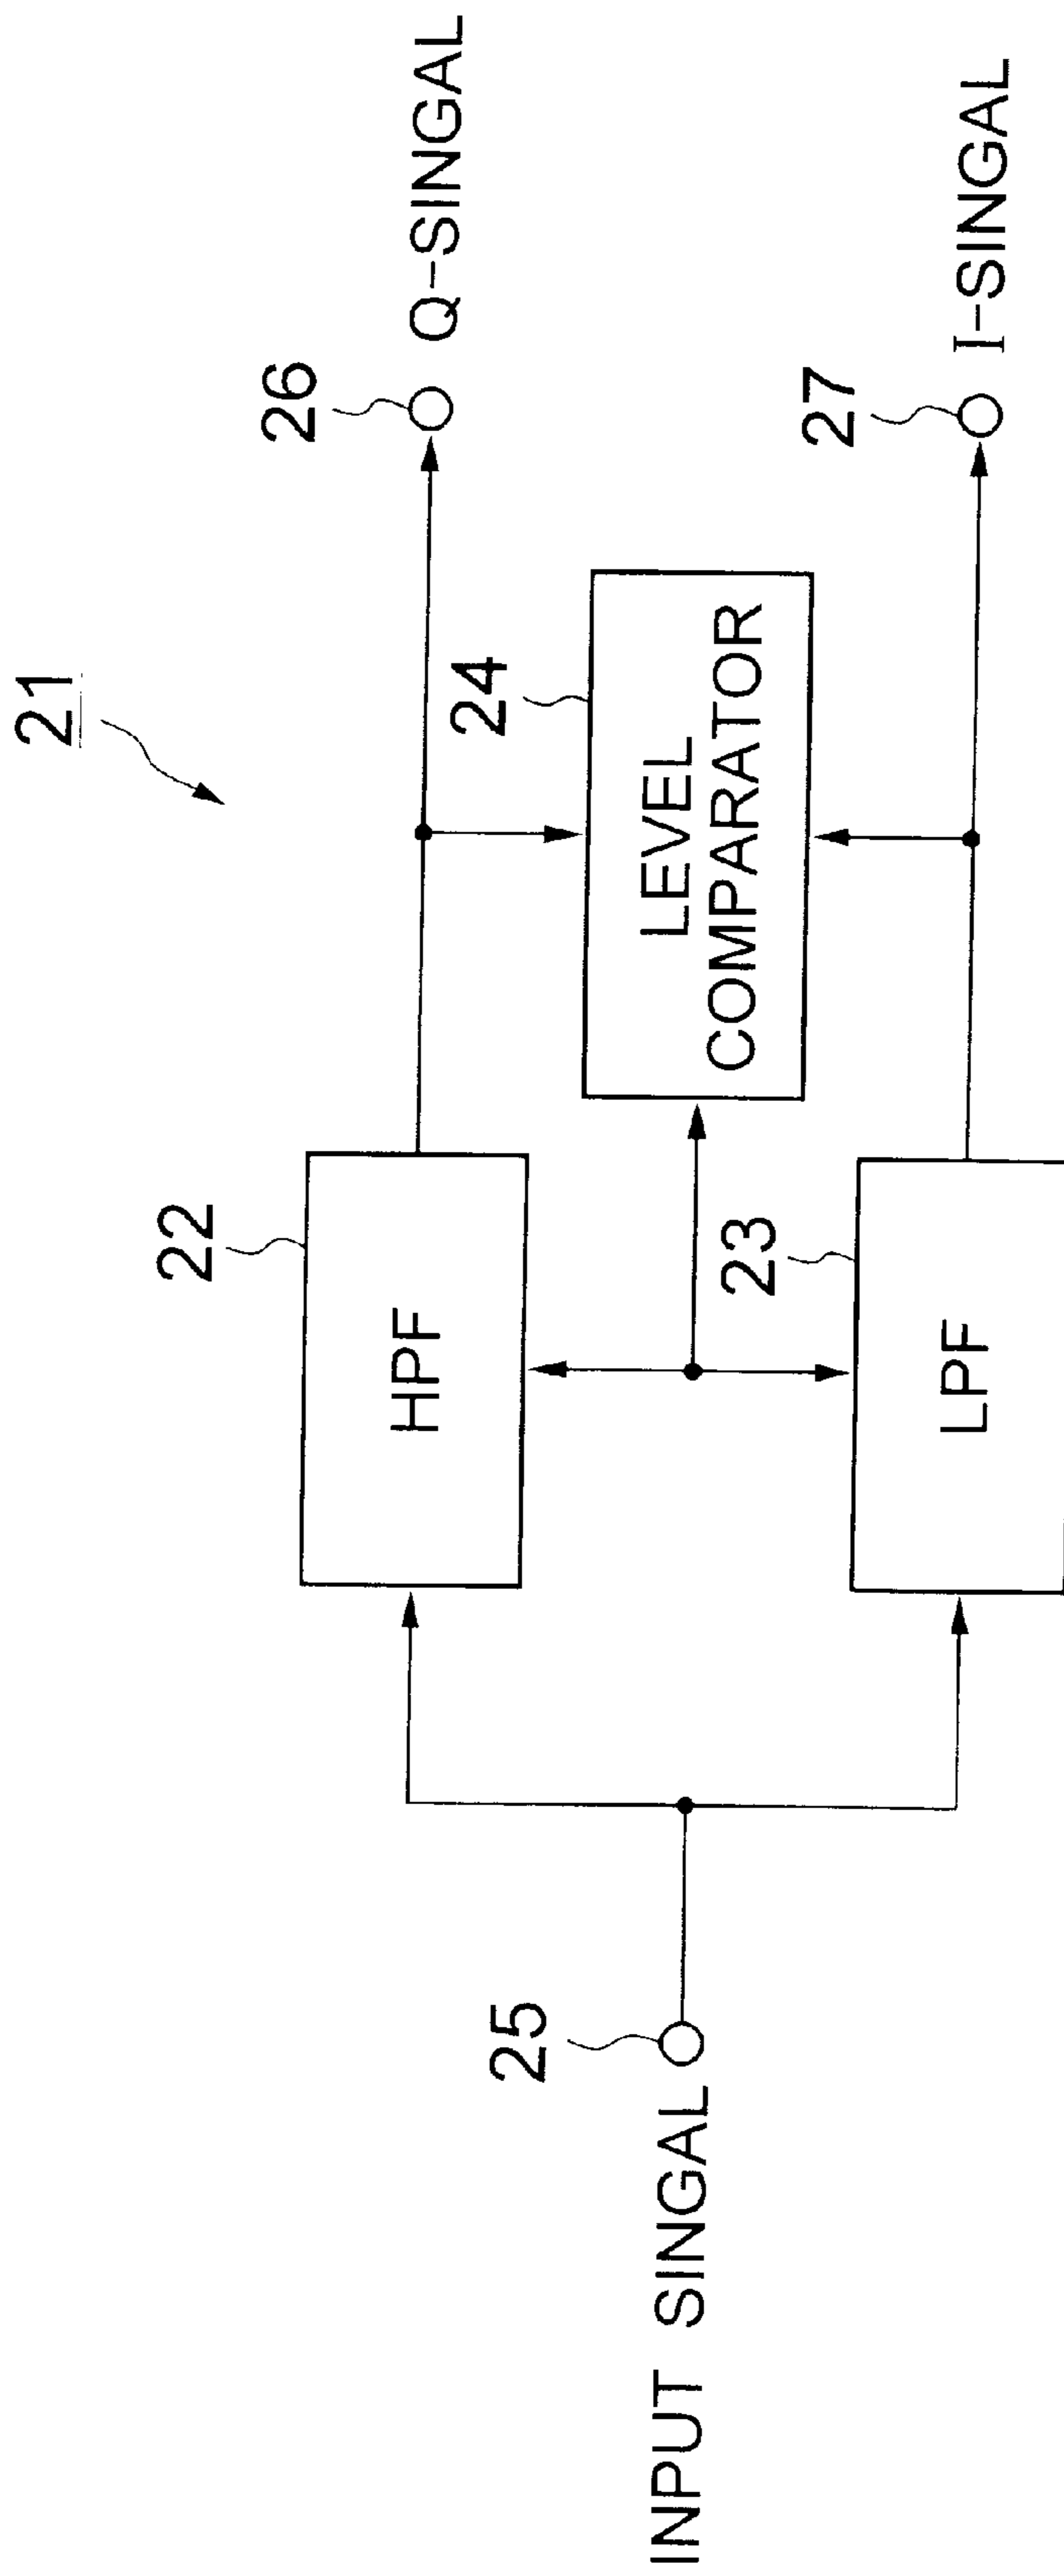 21
26
Q-SINGAL
22
HPF
24
LEVEL
COMPARATOR
25
INPUT SINGAL
23
LPF
27
I-SINGAL